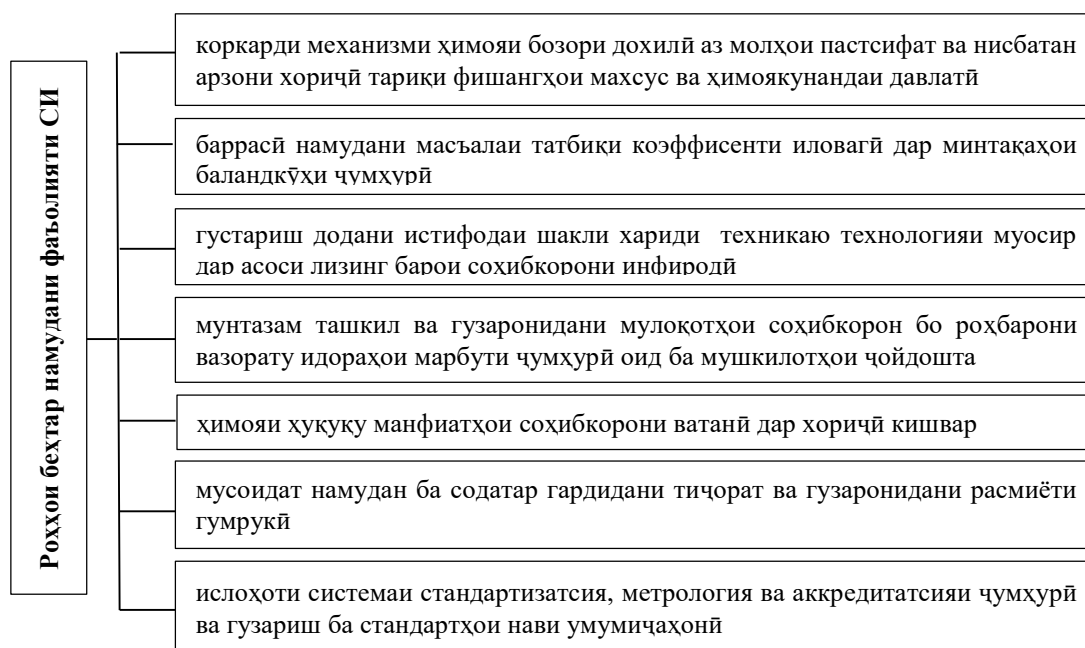 Роҳҳои беҳтар намудани фаъолияти СИ
коркарди механизми ҳимояи бозори дохилӣ аз молҳои пастсифат ва нисбатан
арзони хориҷӣ тариқи фишангҳои махсус ва ҳимоякунандаи давлатӣ
баррасӣ намудани масъалаи татбиқи коэффисенти иловагӣ дар минтақаҳои
баландкӯҳи ҷумҳурӣ
густариш додани истифодаи шакли хариди техникаю технологияи муосир
дар асоси лизинг барои соҳибкорони инфиродӣ
мунтазам ташкил ва гузаронидани мулоқотҳои соҳибкорон бо роҳбарони
вазорату идораҳои марбути ҷумҳурӣ оид ба мушкилотҳои ҷойдошта
ҳимояи ҳуқуқу манфиатҳои соҳибкорони ватанӣ дар хориҷӣ кишвар
мусоидат намудан ба содатар гардидани тиҷорат ва гузаронидани расмиёти
гумрукӣ
ислоҳоти системаи стандартизатсия, метрология ва аккредитатсияи ҷумҳурӣ
ва гузариш ба стандартҳои нави умумиҷаҳонӣ